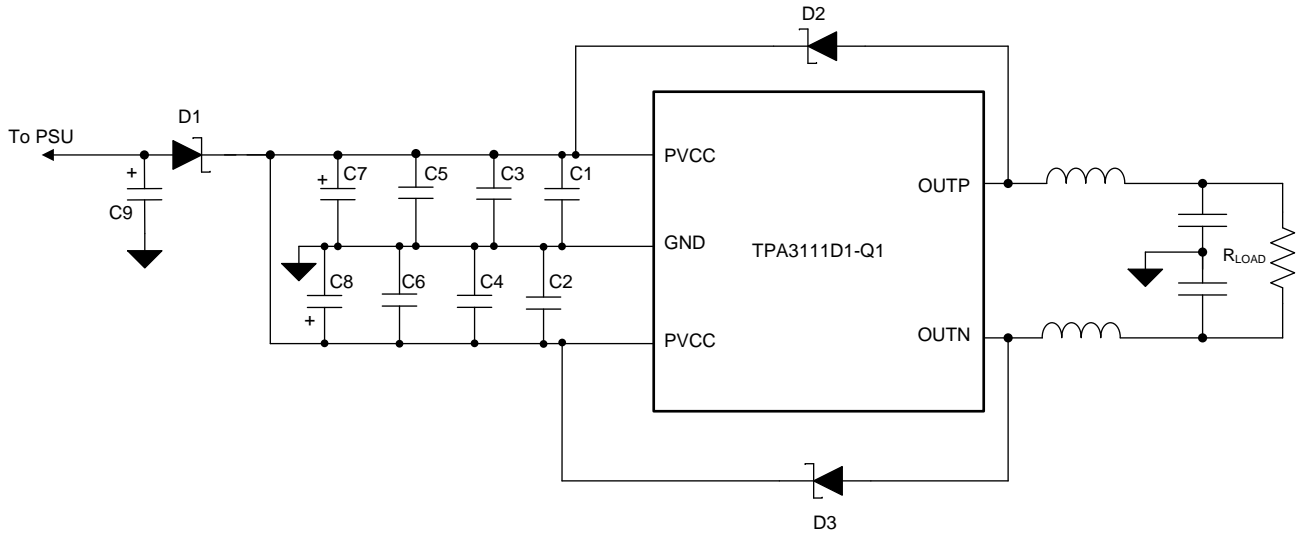 D2
D1
To PSU
+
C9
+
C7
C5
C3
C1
PVCC
OUTP
GND
TPA3111D1-Q1
C8
+
C6
C4
C2
RLOAD
PVCC
OUTN
D3